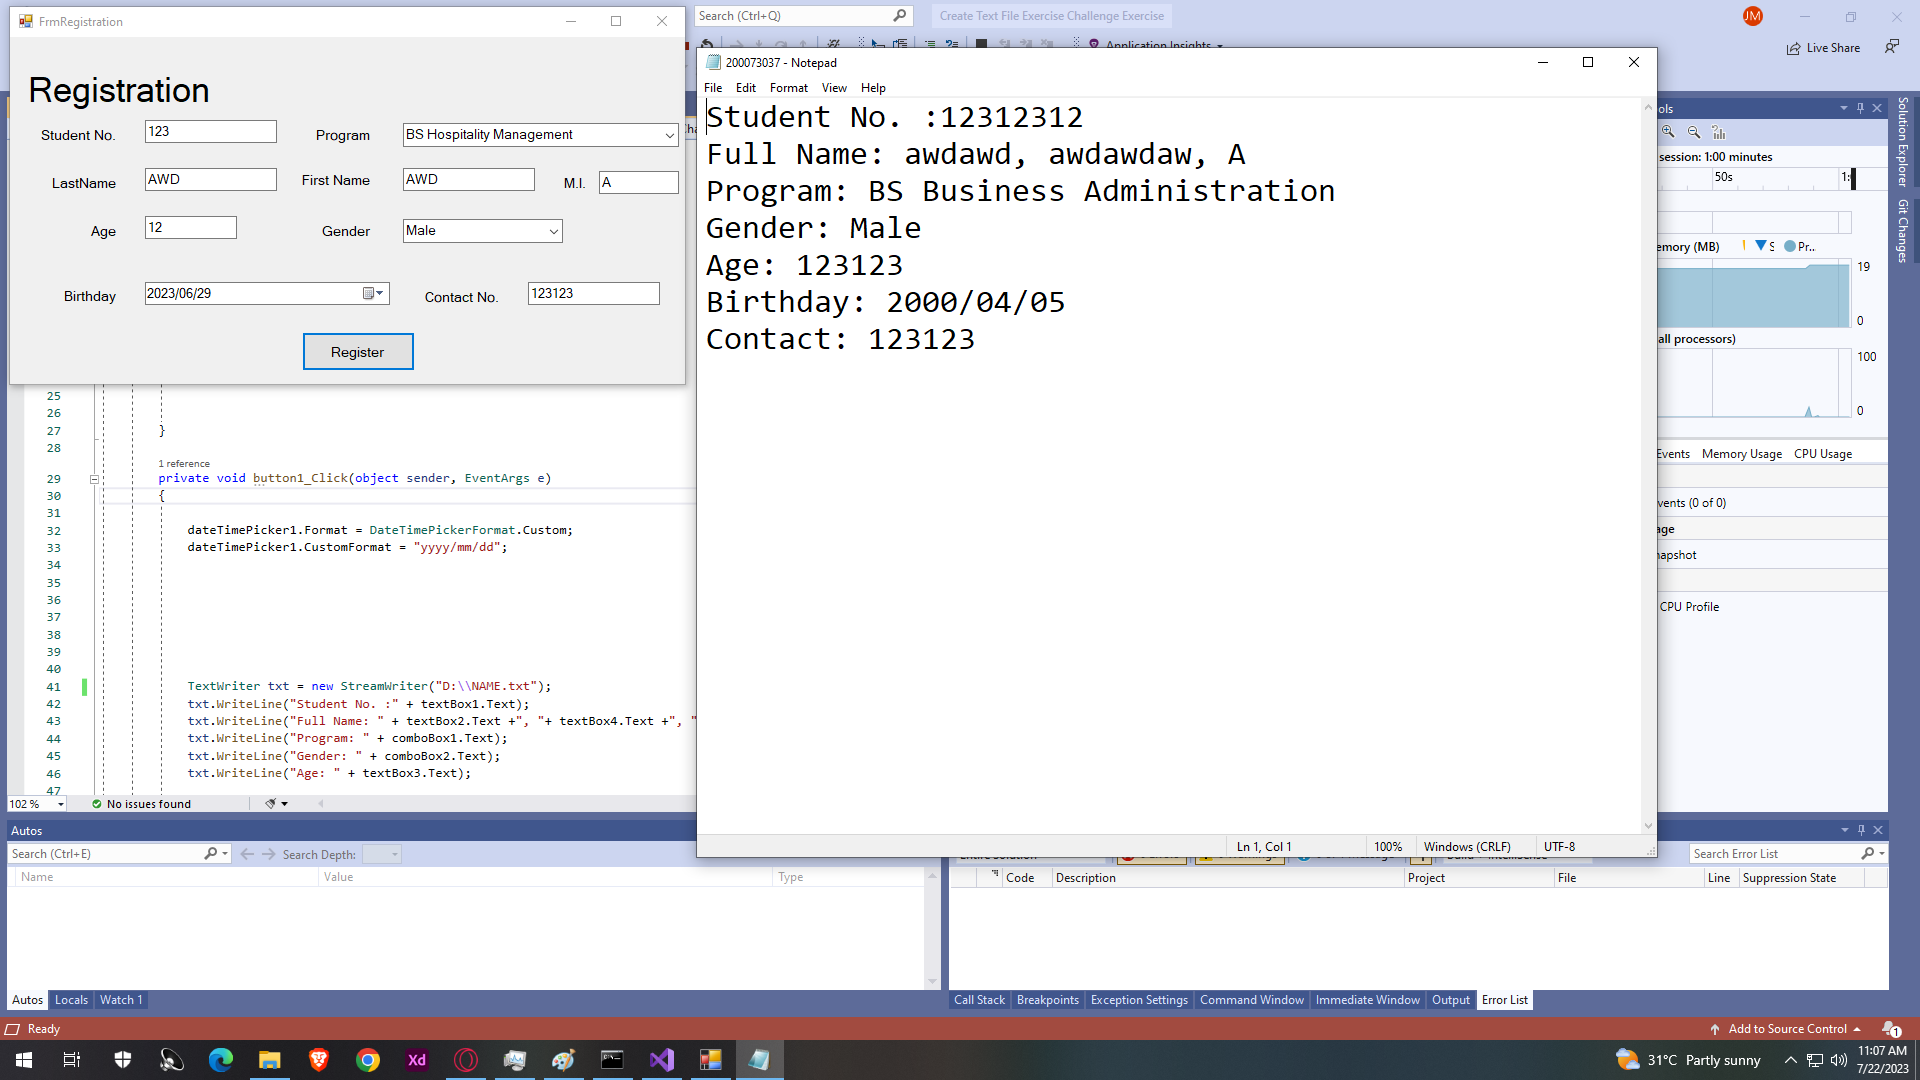 FrmRegistration
Registration
Student No. 123 Program BS Hospitality Management
LastName AWD First Name AWD M.I. A
Age 12 Gender Male
Birthday 2023/06/29 Contact No. 123123
Register
Search (Ctrl+Q) Create Text File Exercise Challenge Exercise JM
Application Insights Live Share
200073037 - Notepad
File Edit Format View Help
Student No. :12312312
Full Name: awdawd, awdawdaw, A
Program: BS Business Administration
Gender: Male
Age: 123123
Birthday: 2000/04/05
Contact: 123123
Ln 1, Col 1 100% Windows (CRLF) UTF-8
25
26
27 }
28
1 reference
29 private void button1_Click(object sender, EventArgs e)
30 {
31
32 dateTimePicker1.Format = DateTimePickerFormat.Custom;
33 dateTimePicker1.CustomFormat = "yyyy/mm/dd";
34
35
36
37
38
39
40
41 TextWriter txt = new StreamWriter("D:\\NAME.txt");
42 txt.WriteLine("Student No. :" + textBox1.Text);
43 txt.WriteLine("Full Name: " + textBox2.Text +", "+ textBox4.Text +", "
44 txt.WriteLine("Program: " + comboBox1.Text);
45 txt.WriteLine("Gender: " + comboBox2.Text);
46 txt.WriteLine("Age: " + textBox3.Text);
47
102 % No issues found
ols
session: 1:00 minutes
50s 1:
emory (MB) S Pr...
19
0
all processors)
100
0
Events Memory Usage CPU Usage
vents (0 of 0)
age
napshot
CPU Profile
Solution Explorer
Git Changes
Autos
Search (Ctrl+E) Search Depth:
Name Value Type
Autos Locals Watch 1
Search Error List
Code Description Project File Line Suppression State
Call Stack Breakpoints Exception Settings Command Window Immediate Window Output Error List
Ready Add to Source Control 1
Xd
31°C Partly sunny 11:07 AM
7/22/2023